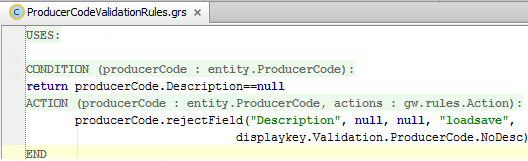 ProducerCodeValidationRules.grs ×
USES:
CONDITION (producerCode : entity.ProducerCode):
return producerCode.Description==null
ACTION (producerCode : entity.ProducerCode, actions : gw.rules.Action):
producerCode.rejectField("Description", null, null, "loadsave",
displaykey.Validation.ProducerCode.NoDesc)
END